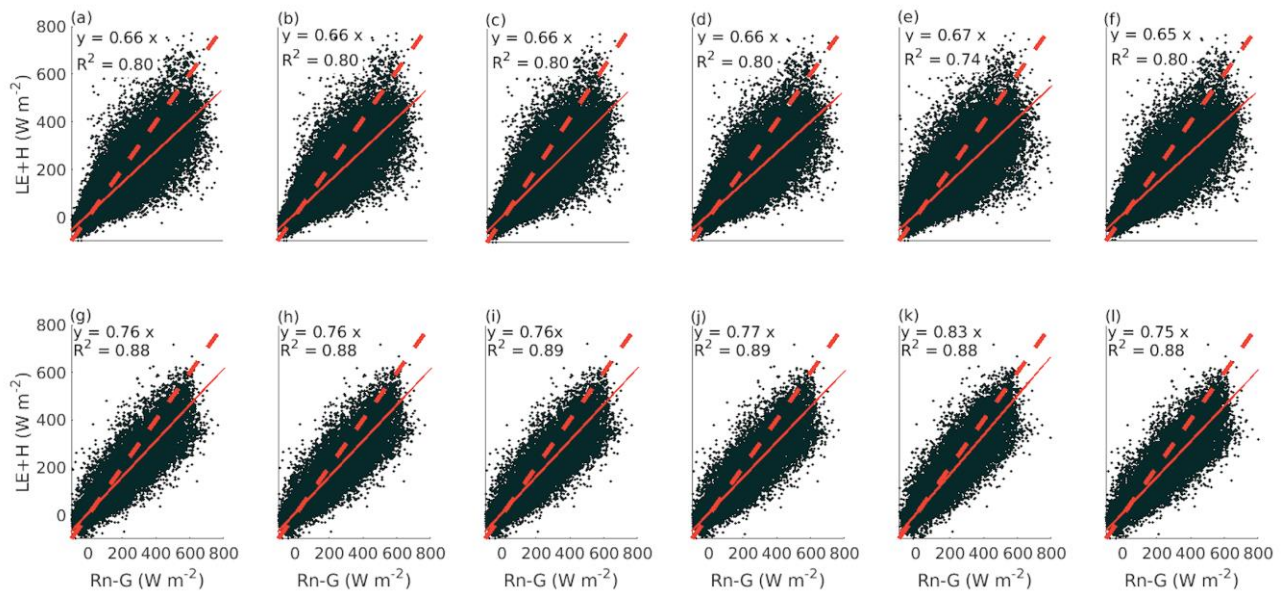 (a)
y = 0.66 x
R² = 0.80
(b)
y = 0.66 x
R² = 0.80
(c)
y = 0.66 x
R² = 0.80
(d)
y = 0.66 x
R² = 0.80
(e)
y = 0.67 x
R² = 0.74
(f)
y = 0.65 x
R² = 0.80
800
600
400
200
0
LE+H (W m⁻²)
(g)
y = 0.76 x
R² = 0.88
(h)
y = 0.76 x
R² = 0.88
(i)
y = 0.76x
R² = 0.89
(j)
y = 0.77 x
R² = 0.89
(k)
y = 0.83 x
R² = 0.88
(l)
y = 0.75 x
R² = 0.88
800
600
400
200
0
LE+H (W m⁻²)
0 200 400 600 800
0 200 400 600 800
0 200 400 600 800
0 200 400 600 800
0 200 400 600 800
0 200 400 600 800
Rn-G (W m⁻²)
Rn-G (W m⁻²)
Rn-G (W m⁻²)
Rn-G (W m⁻²)
Rn-G (W m⁻²)
Rn-G (W m⁻²)